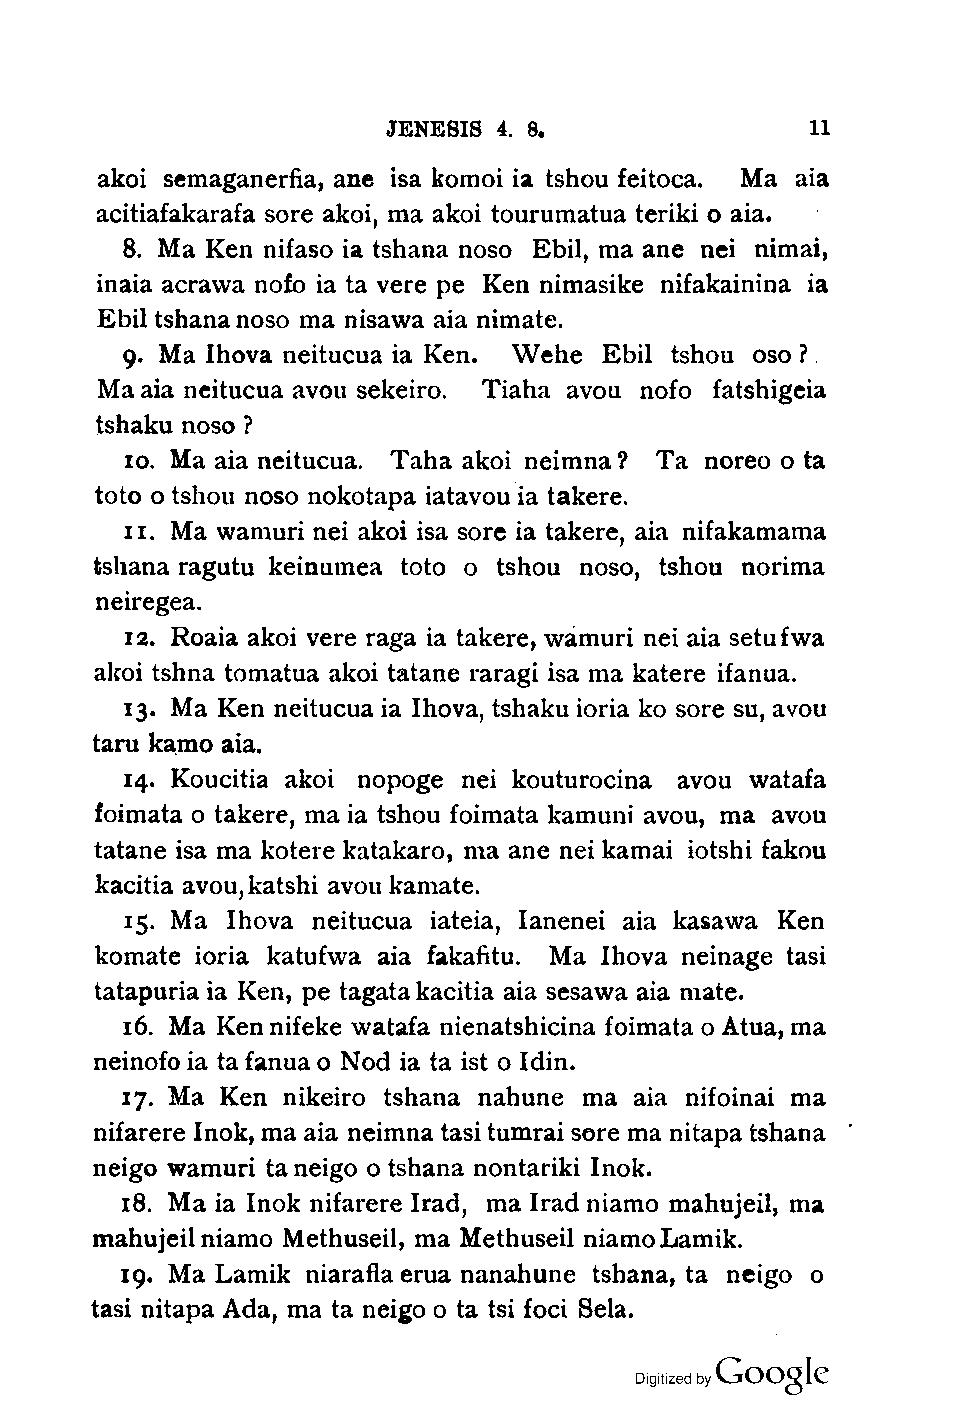 JENESIS 4. 8. 11
akoi semaganerfia, ane isa komoi ia tshou feitoca. Ma aia
acitiafakarafa sore akoi, ma akoi tourumatua teriki o aia.
8. Ma Ken nifaso ia tshana noso Ebil, ma ane nei nimai,
inaia acrawa nofo ia ta vere pe Ken nimasike nifakainina ia
Ebil tshana noso ma nisawa aia nimate.
9. Ma Ihova neitucua ia Ken. Wehe Ebil tshou oso?
Ma aia neitucua avou sekeiro. Tiaha avou nofo fatshigeia
tshaku noso?
10. Ma aia neitucua. Taha akoi neimna? Ta noreo o ta
toto o tshou noso nokotapa iatavou ia takere.
11. Ma wamuri nei akoi isa sore ia takere, aia nifakamama
tshana ragutu keinumea toto o tshou noso, tshou norima
neiregea.
12. Roaia akoi vere raga ia takere, wamuri nei aia setufwa
akoi tshna tomatua akoi tatane raragi isa ma katere ifanua.
13. Ma Ken neitucua ia Ihova, tshaku ioria ko sore su, avou
taru kamo aia.
14. Koucitia akoi nopoge nei kouturocina avou watafa
foimata o takere, ma ia tshou foimata kamuni avou, ma avou
tatane isa ma kotere katakaro, ma ane nei kamai iotshi fakou
kacitia avou, katshi avou kamate.
15. Ma Ihova neitucua iateia, Ianenei aia kasawa Ken
komate ioria katufwa aia fakafitu. Ma Ihova neinage tasi
tatapuria ia Ken, pe tagata kacitia aia sesawa aia mate.
16. Ma Ken nifeke watafa nienatshicina foimata o Atua, ma
neinofo ia ta fanua o Nod ia ta ist o Idin.
17. Ma Ken nikeiro tshana nahune ma aia nifoinai ma
nifarere Inok, ma aia neimna tasi tumrai sore ma nitapa tshana
neigo wamuri ta neigo o tshana nontariki Inok.
18. Ma ia Inok nifarere Irad, ma Irad niamo mahujeil, ma
mahujeil niamo Methuseil, ma Methuseil niamo Lamik.
19. Ma Lamik niarafla erua nanahune tshana, ta neigo o
tasi nitapa Ada, ma ta neigo o ta tsi foci Sela.
Digitized by Google